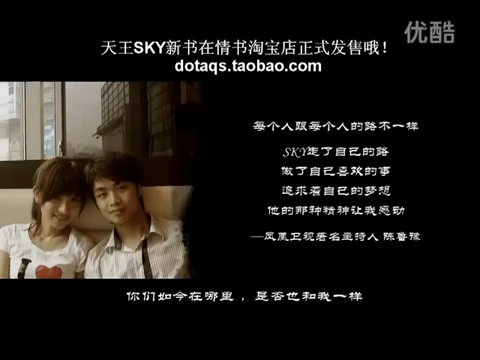 优酷
天王SKY新书在情书淘宝店正式发售哦！
dotaqs.taobao.com
每个人跟每个人的路不一样
SKY走了自己的路
做了自己喜欢的事
追求着自己的梦想
他的那种精神让我感动
—凤凰卫视著名主持人 陈鲁豫
你们如今在哪里，是否也和我一样